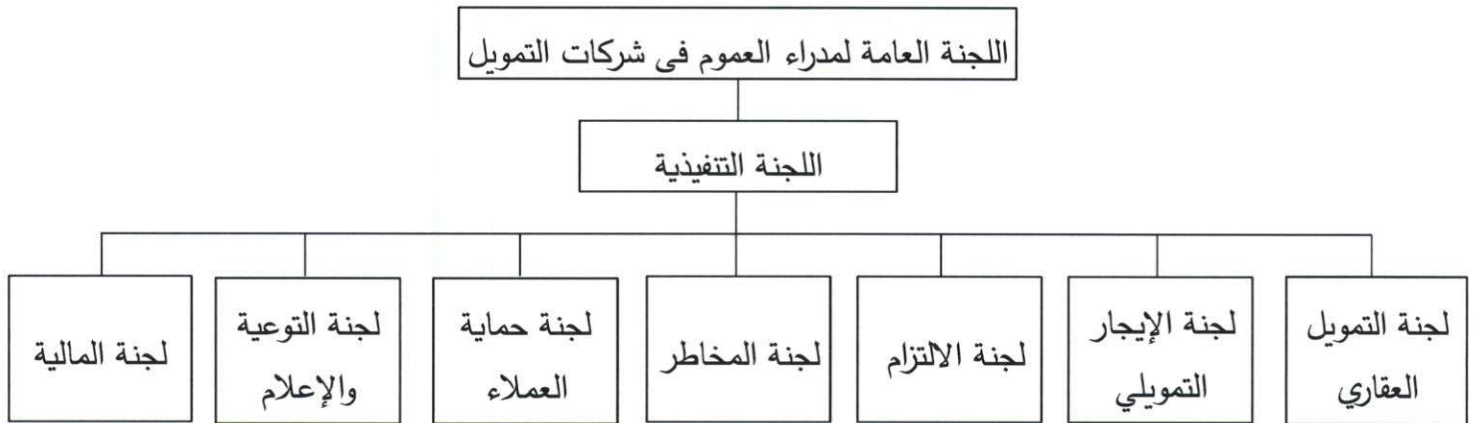 اللجنة العامة لمدراء العموم فى شركات التمويل
اللجنة التنفيذية
لجنة التمويل
العقاري
لجنة الإيجار
التمويلي
لجنة الالتزام
لجنة المخاطر
لجنة حماية
العملاء
لجنة التوعية
والإعلام
لجنة المالية